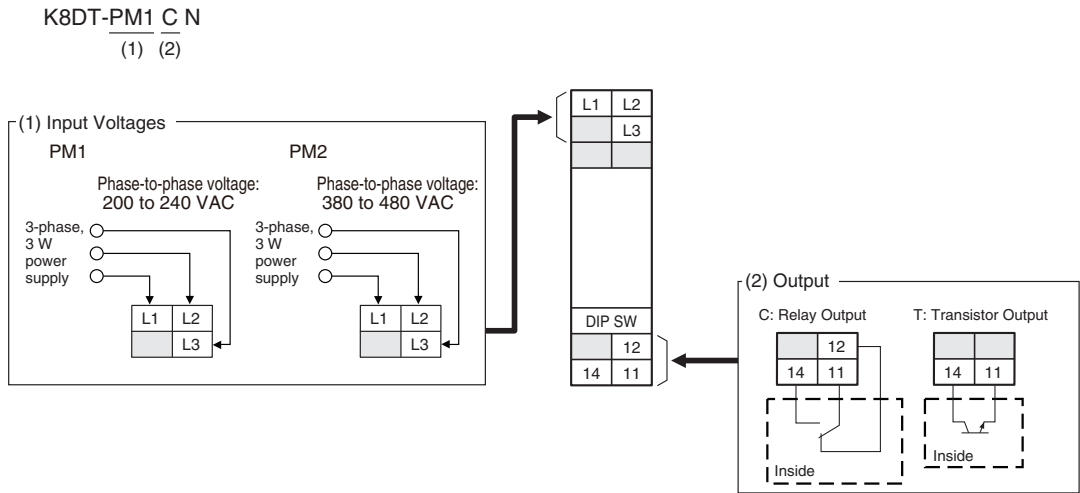 K8DT-PM1 C N
(1) (2)
(1) Input Voltages
PM1
Phase-to-phase voltage:
200 to 240 VAC
3-phase,
3 W
power
supply
L1 L2
L3
PM2
Phase-to-phase voltage:
380 to 480 VAC
3-phase,
3 W
power
supply
L1 L2
L3
L1 L2
L3
DIP SW
12
14 11
(2) Output
C: Relay Output
12
14 11
Inside
T: Transistor Output
14 11
Inside